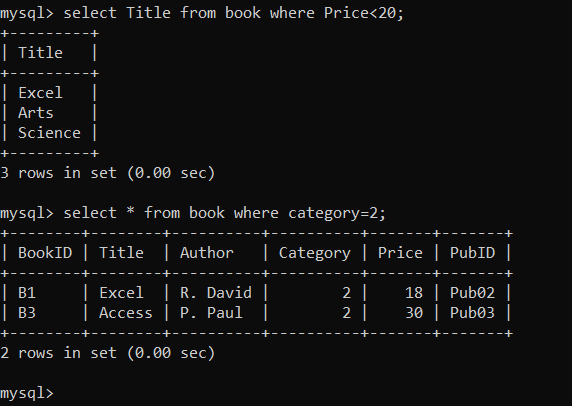 mysql> select Title from book where Price<20;
+---------+
| Title   |
+---------+
| Excel   |
| Arts    |
| Science |
+---------+
3 rows in set (0.00 sec)
mysql> select * from book where category=2;
+--------+--------+----------+----------+-------+-------+
| BookID | Title  | Author   | Category | Price | PubID |
+--------+--------+----------+----------+-------+-------+
| B1     | Excel  | R. David |        2 |    18 | Pub02 |
| B3     | Access | P. Paul  |        2 |    30 | Pub03 |
+--------+--------+----------+----------+-------+-------+
2 rows in set (0.00 sec)
mysql>